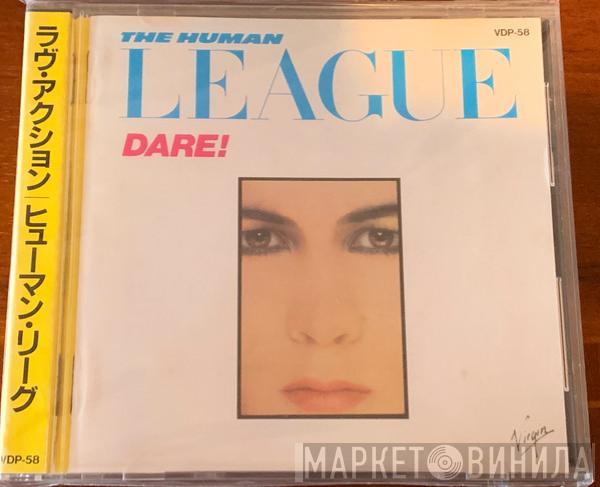 ラヴ・アクション | ヒューマン・リーグ
VDP-58
THE HUMAN
VDP-58
LEAGUE
DARE!
Virgin
МАРКЕТ ВИНИЛА